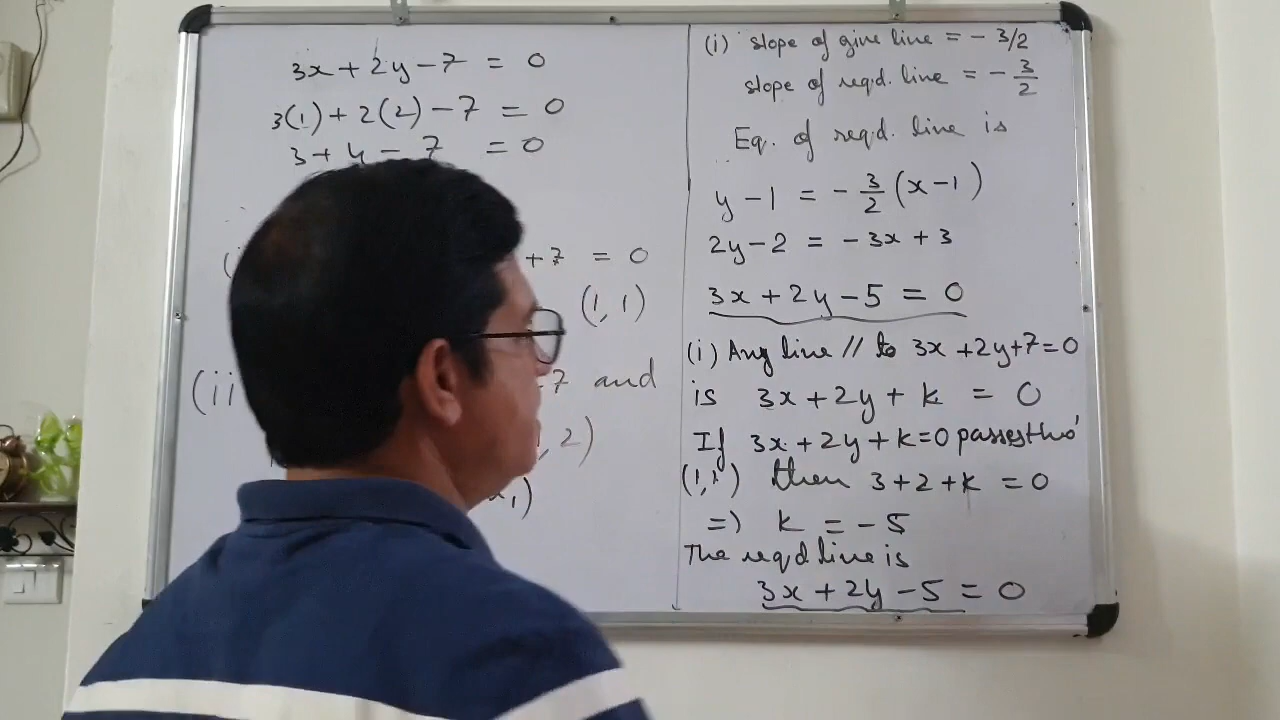 3x + 2y - 7 = 0
3(1) + 2(2) - 7 = 0
3 + 4 - 7 = 0
+ 7 = 0
(1, 1)
(ii - 7 and
, 2)
(i) slope of give line = - 3/2
slope of reqd. line = - 3/2
Eq. of reqd. line is
y - 1 = - 3/2 (x - 1)
2y - 2 = - 3x + 3
3x + 2y - 5 = 0
(i) Any line // to 3x + 2y + 7 = 0
is 3x + 2y + k = 0
If 3x + 2y + k = 0 passes thro'
(1, 1) then 3 + 2 + k = 0
=) k = - 5
The reqd line is
3x + 2y - 5 = 0